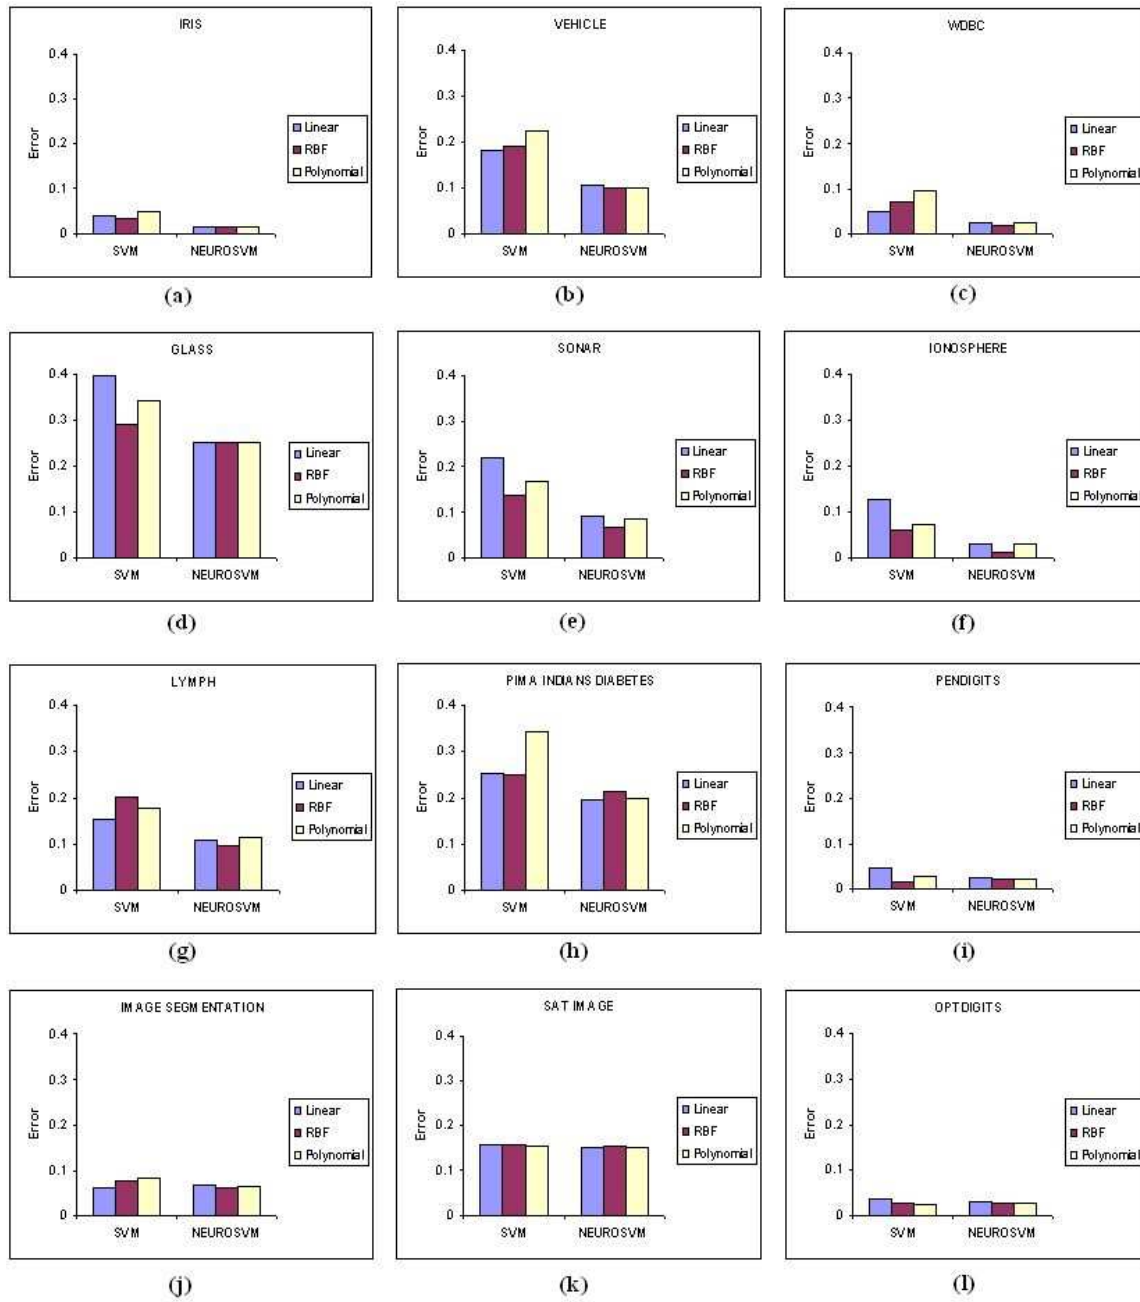 IRIS
0.4
0.3
0.2
0.1
0
Error
SVM
NEUROSVM
Linear
RBF
Polynomial
(a)
VEHICLE
0.4
0.3
0.2
0.1
0
Error
SVM
NEUROSVM
Linear
RBF
Polynomial
(b)
WDBC
0.4
0.3
0.2
0.1
0
Error
SVM
NEUROSVM
Linear
RBF
Polynomial
(c)
GLASS
0.4
0.3
0.2
0.1
0
Error
SVM
NEUROSVM
Linear
RBF
Polynomial
(d)
SONAR
0.4
0.3
0.2
0.1
0
Error
SVM
NEUROSVM
Linear
RBF
Polynomial
(e)
IONOSPHERE
0.4
0.3
0.2
0.1
0
Error
SVM
NEUROSVM
Linear
RBF
Polynomial
(f)
LYMPH
0.4
0.3
0.2
0.1
0
Error
SVM
NEUROSVM
Linear
RBF
Polynomial
(g)
PIMA INDIANS DIABETES
0.4
0.3
0.2
0.1
0
Error
SVM
NEUROSVM
Linear
RBF
Polynomial
(h)
PENDIGITS
0.4
0.3
0.2
0.1
0
Error
SVM
NEUROSVM
Linear
RBF
Polynomial
(i)
IMAGE SEGMENTATION
0.4
0.3
0.2
0.1
0
Error
SVM
NEUROSVM
Linear
RBF
Polynomial
(j)
SAT IMAGE
0.4
0.3
0.2
0.1
0
Error
SVM
NEUROSVM
Linear
RBF
Polynomial
(k)
OPTDIGITS
0.4
0.3
0.2
0.1
0
Error
SVM
NEUROSVM
Linear
RBF
Polynomial
(l)